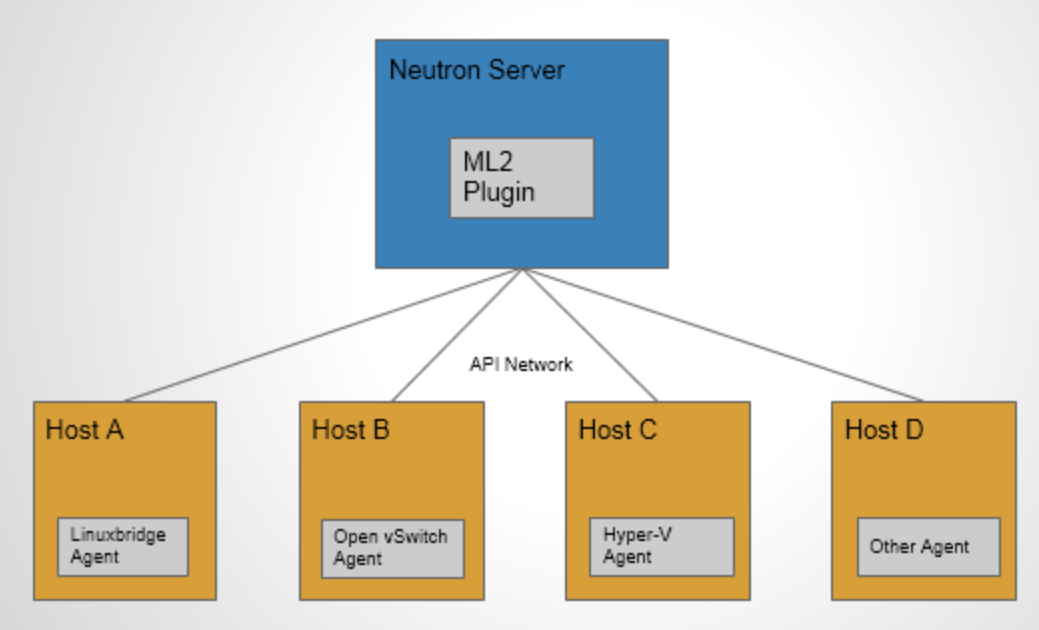 Neutron Server
ML2
Plugin
API Network
Host A
Host B
Host C
Host D
Linuxbridge
Agent
Open vSwitch
Agent
Hyper-V
Agent
Other Agent